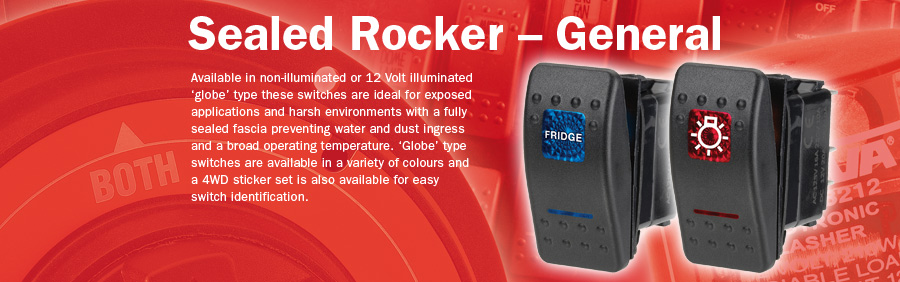 Sealed Rocker – General
Available in non-illuminated or 12 Volt illuminated
‘globe’ type these switches are ideal for exposed
applications and harsh environments with a fully
sealed fascia preventing water and dust ingress
and a broad operating temperature. ‘Globe’ type
switches are available in a variety of colours and
a 4WD sticker set is also available for easy
switch identification.
BOTH
FRIDGE
OFF